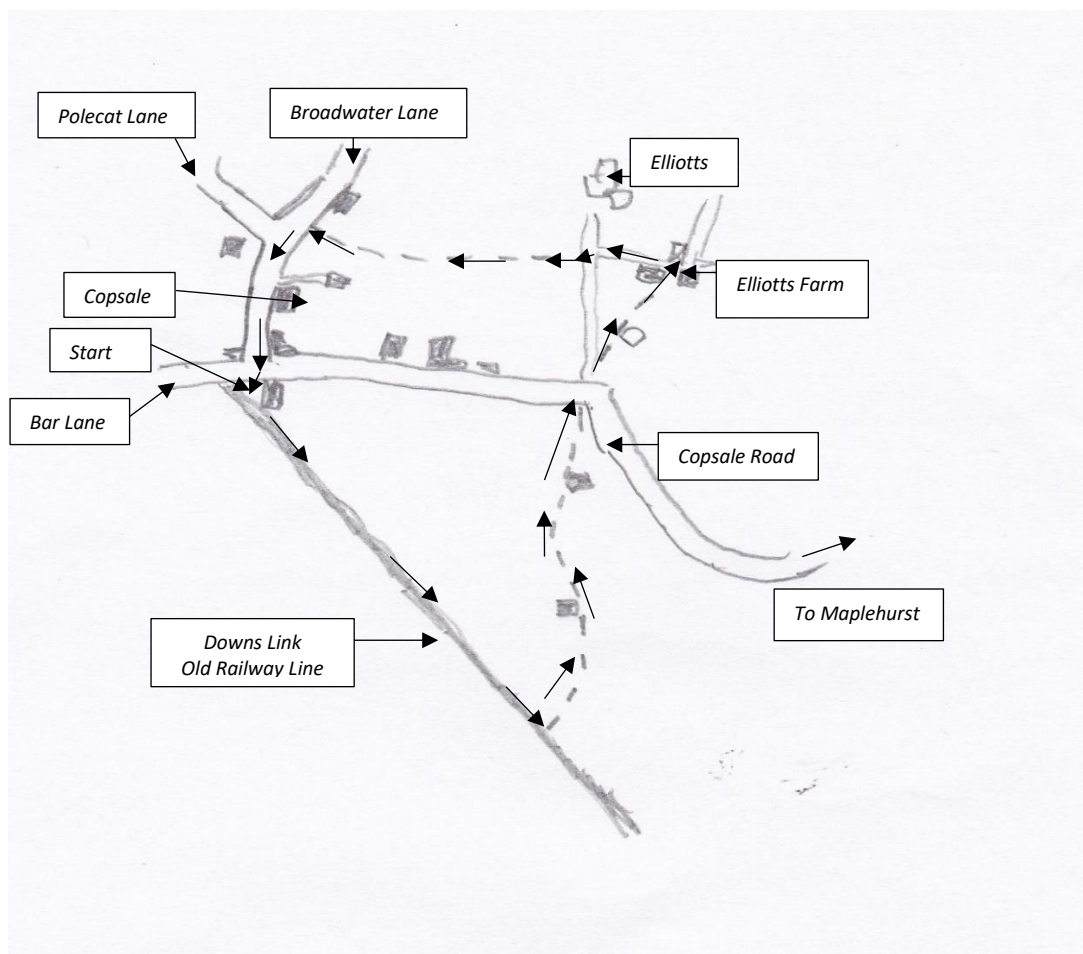 Polecat Lane
Broadwater Lane
Elliotts
Elliotts Farm
Copsale
Start
Bar Lane
Copsale Road
To Maplehurst
Downs Link
Old Railway Line